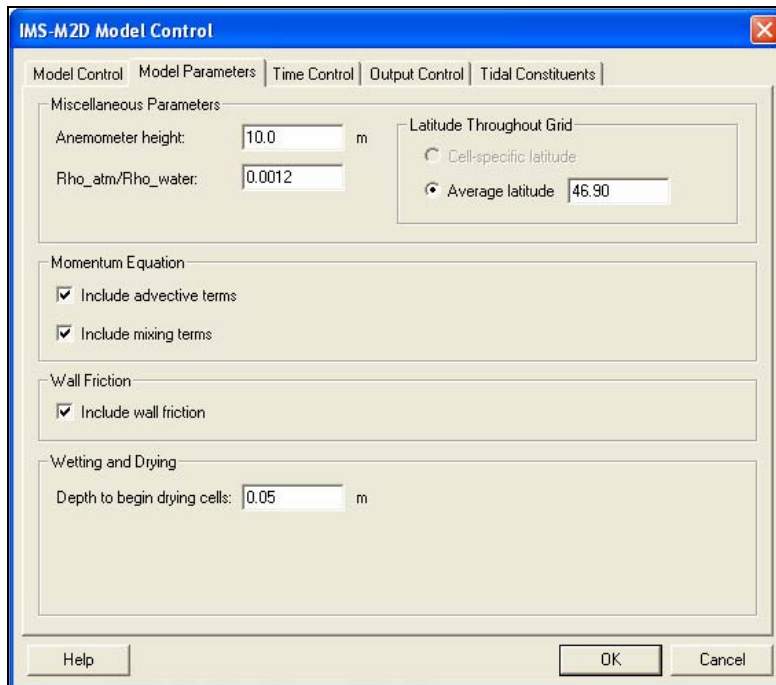 IMS-M2D Model Control
Model Control Model Parameters Time Control Output Control Tidal Constituents
Miscellaneous Parameters
Anemometer height: 10.0 m
Rho_atm/Rho_water: 0.0012
Latitude Throughout Grid
Cell-specific latitude
Average latitude 46.90
Momentum Equation
Include advective terms
Include mixing terms
Wall Friction
Include wall friction
Wetting and Drying
Depth to begin drying cells: 0.05 m
Help OK Cancel